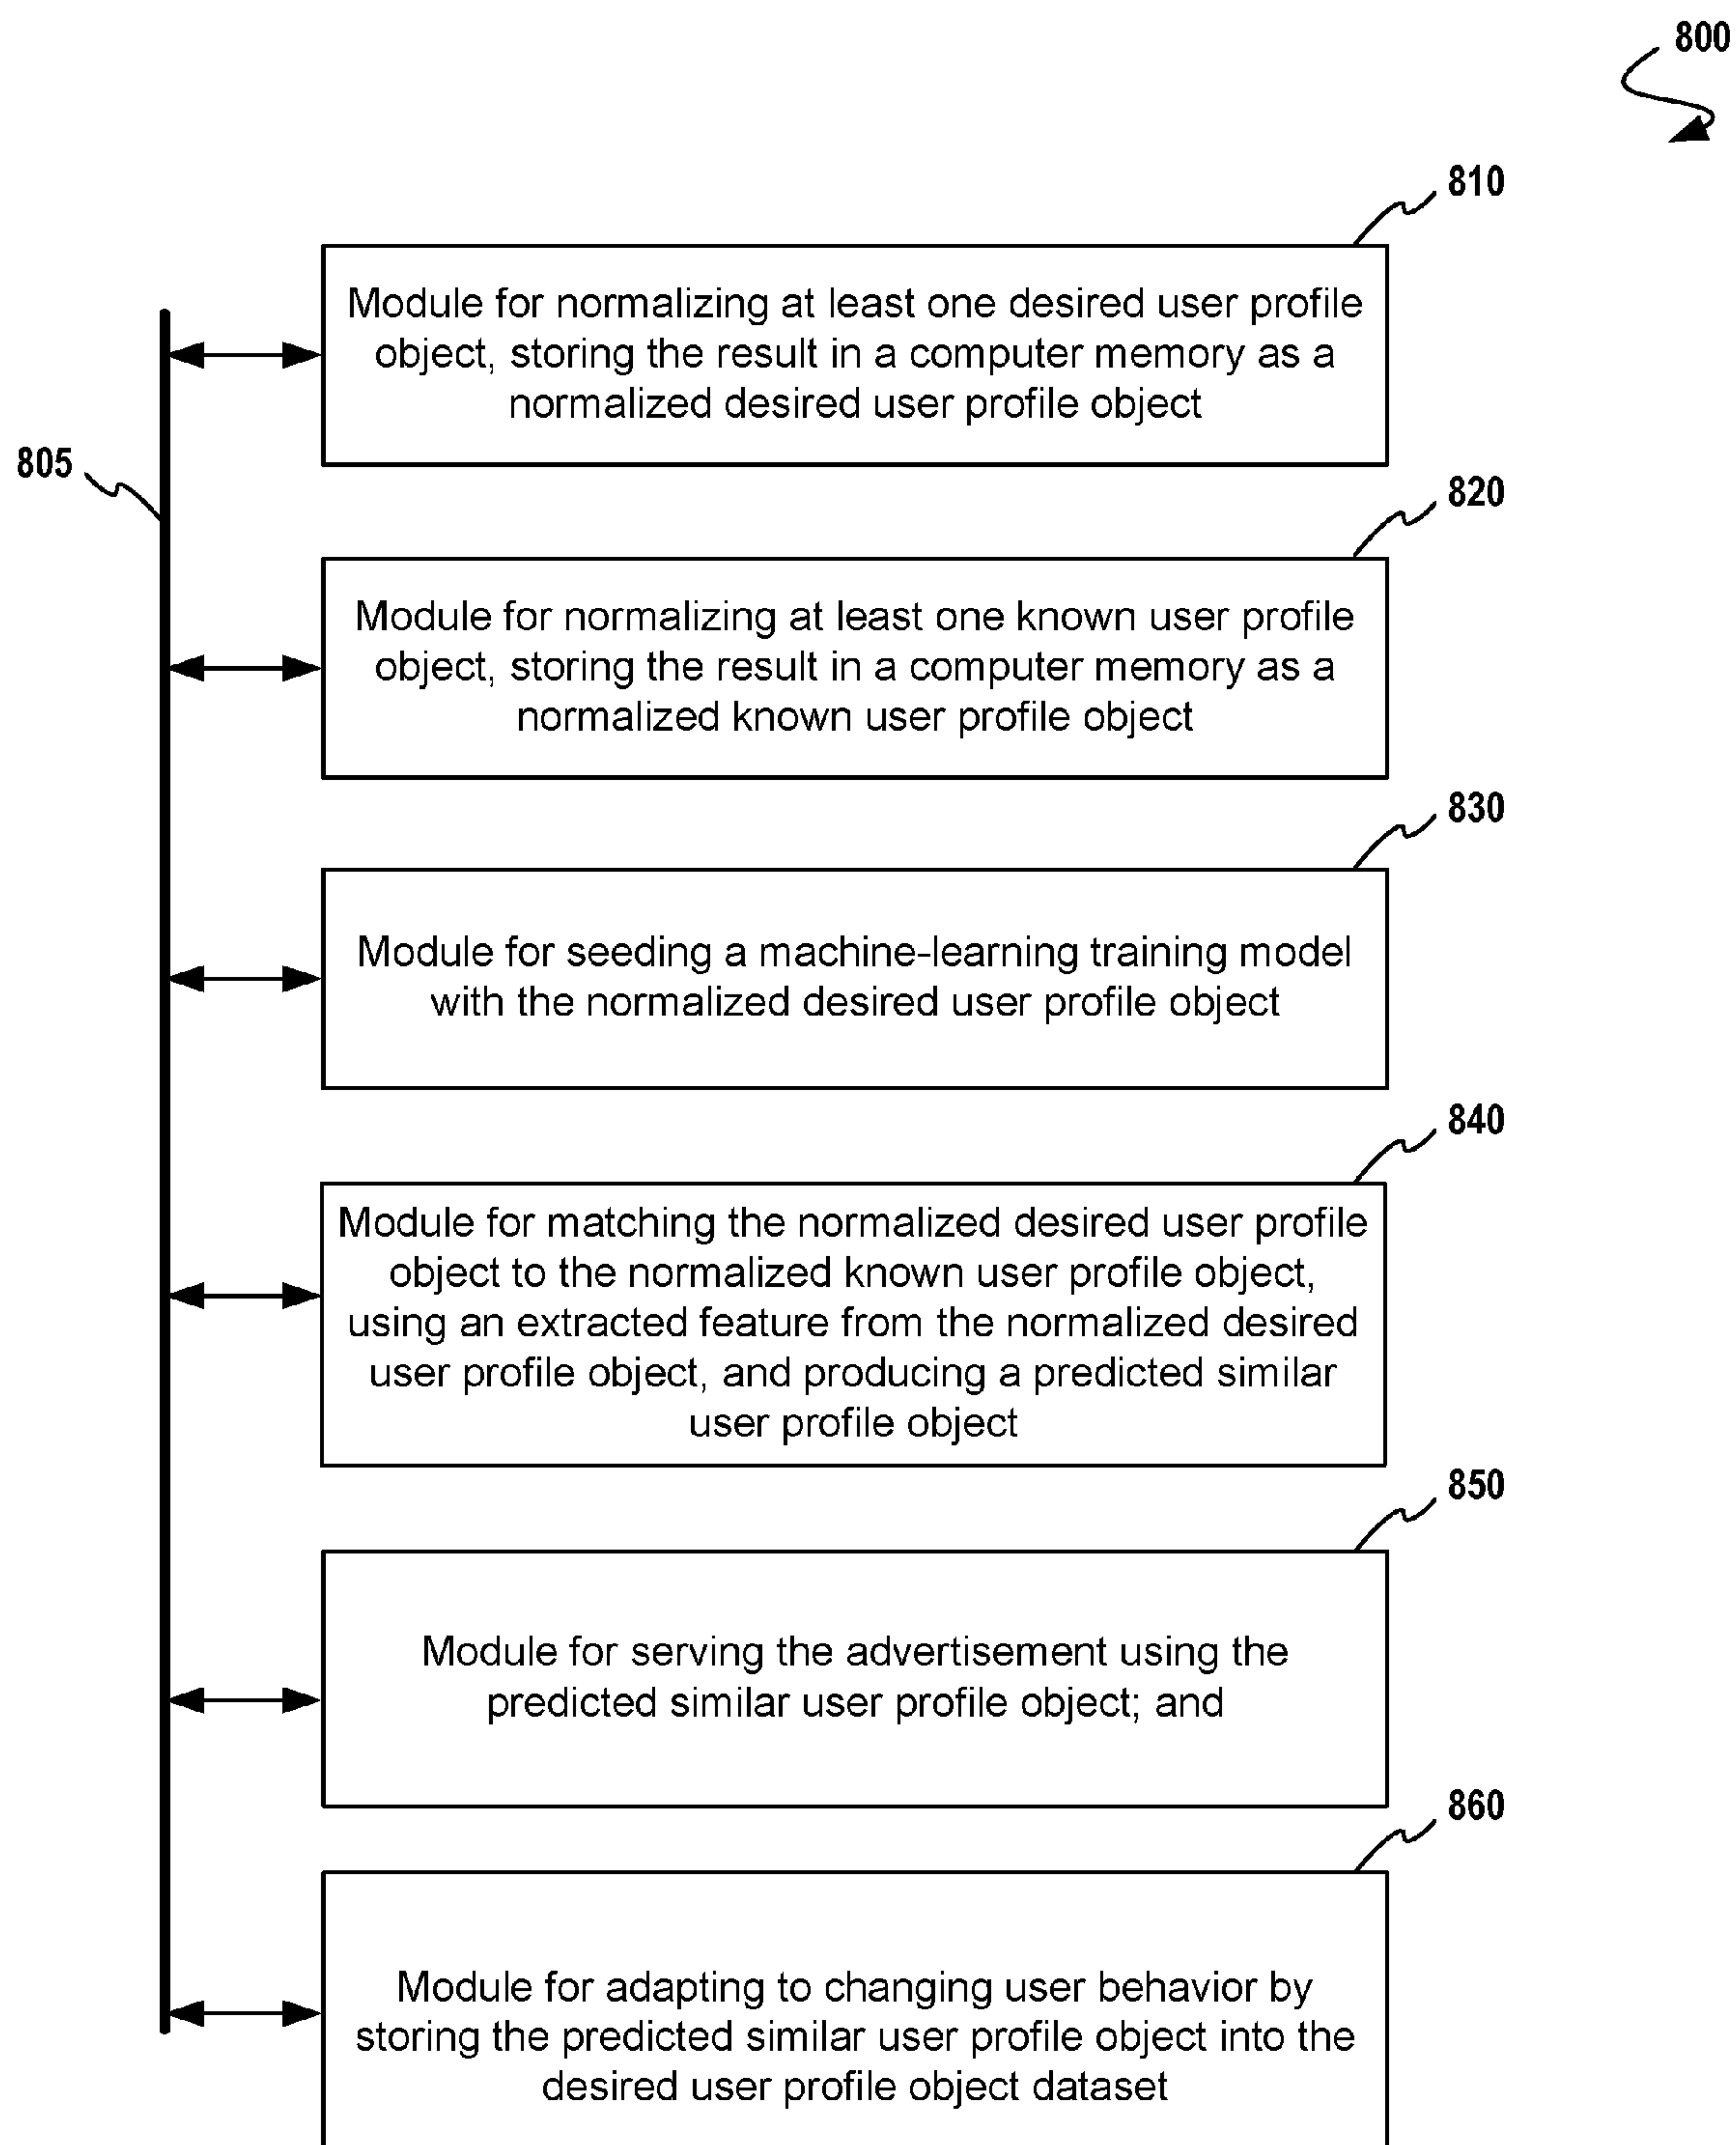 800
810
Module for normalizing at least one desired user profile
object, storing the result in a computer memory as a
normalized desired user profile object
805
820
Module for normalizing at least one known user profile
object, storing the result in a computer memory as a
normalized known user profile object
830
Module for seeding a machine-learning training model
with the normalized desired user profile object
840
Module for matching the normalized desired user profile
object to the normalized known user profile object,
using an extracted feature from the normalized desired
user profile object, and producing a predicted similar
user profile object
850
Module for serving the advertisement using the
predicted similar user profile object; and
860
Module for adapting to changing user behavior by
storing the predicted similar user profile object into the
desired user profile object dataset